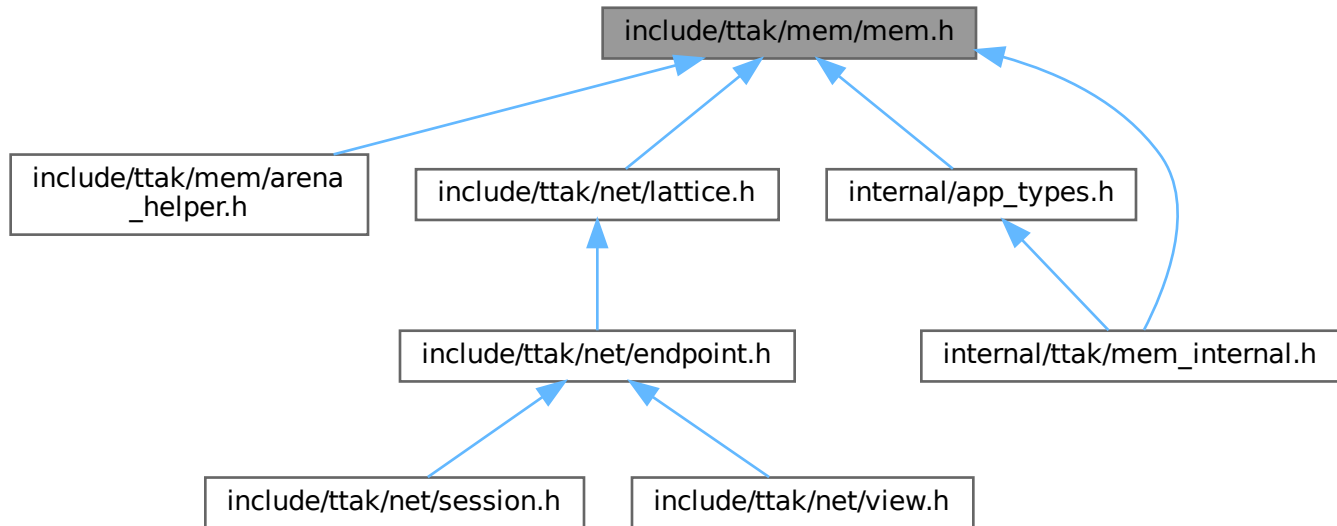 include/ttak/mem/mem.h
include/ttak/mem/arena
_helper.h
include/ttak/net/lattice.h
internal/app_types.h
include/ttak/net/endpoint.h
internal/ttak/mem_internal.h
include/ttak/net/session.h
include/ttak/net/view.h